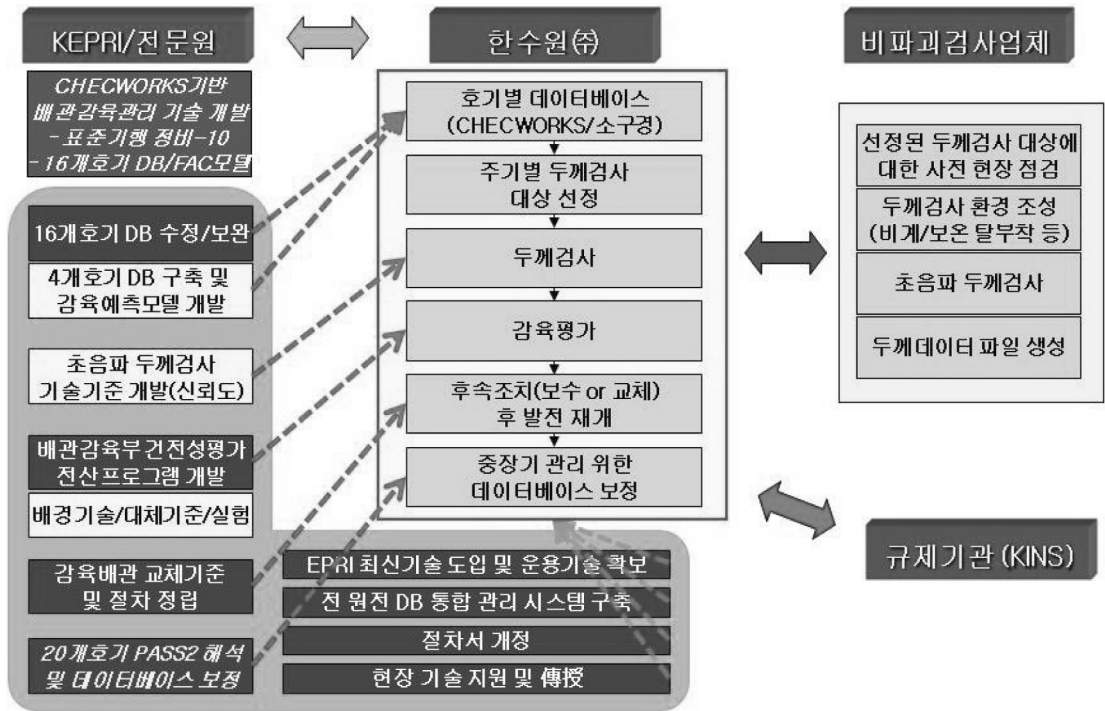 KEPRI/전문원
CHECWORKS기반
배관감육관리 기술 개발
- 표준기행 정비-10
- 16개호기 DB/FAC모델
16개호기 DB 수정/보완
4개호기 DB 구축 및
감육예측모델 개발
초음파 두께검사
기술기준 개발(신뢰도)
배관감육부 건전성평가
전산프로그램 개발
배경기술/대체기준/실험
감육배관 교체기준
및 절차 정립
20개호기 PASS2 해석
및 데이터베이스 보정
EPRI 최신기술 도입 및 운용기술 확보
전 원전 DB 통합 관리 시스템 구축
절차서 개정
현장 기술 지원 및 傳授
한수원㈜
호기별 데이터베이스
(CHECWORKS/소구경)
주기별 두께검사
대상 선정
두께검사
감육평가
후속조치(보수 or 교체)
후 발전 재개
중장기 관리 위한
데이터베이스 보정
비파괴검사업체
선정된 두께검사 대상에
대한 사전 현장 점검
두께검사 환경 조성
(비계/보온 탈부착 등)
초음파 두께검사
두께데이터 파일 생성
규제기관 (KINS)